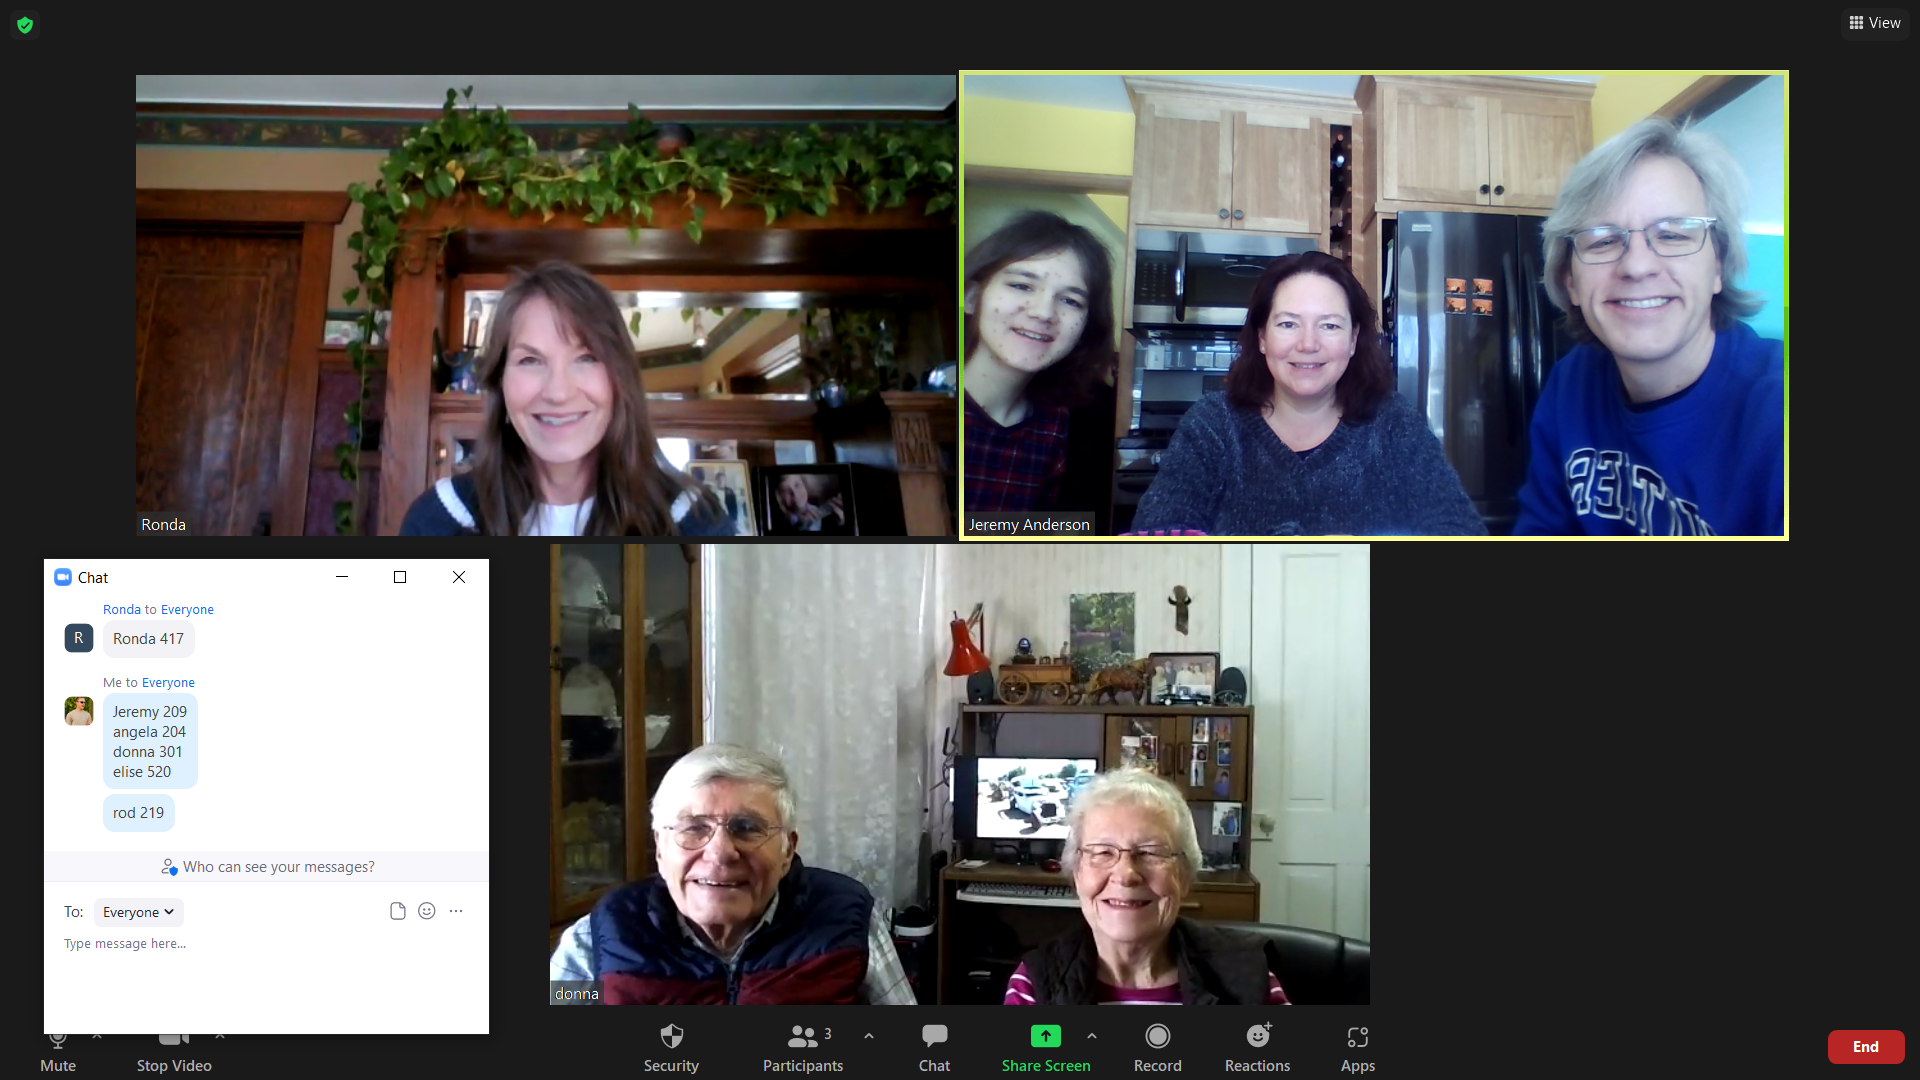 View
Ronda
Jeremy Anderson
Chat
Ronda to Everyone
R
Ronda 417
Me to Everyone
Jeremy 209
angela 204
donna 301
elise 520
rod 219
Who can see your messages?
To: Everyone
Type message here...
donna
Mute
Stop Video
Security
Participants
3
Chat
Share Screen
Record
Reactions
Apps
End